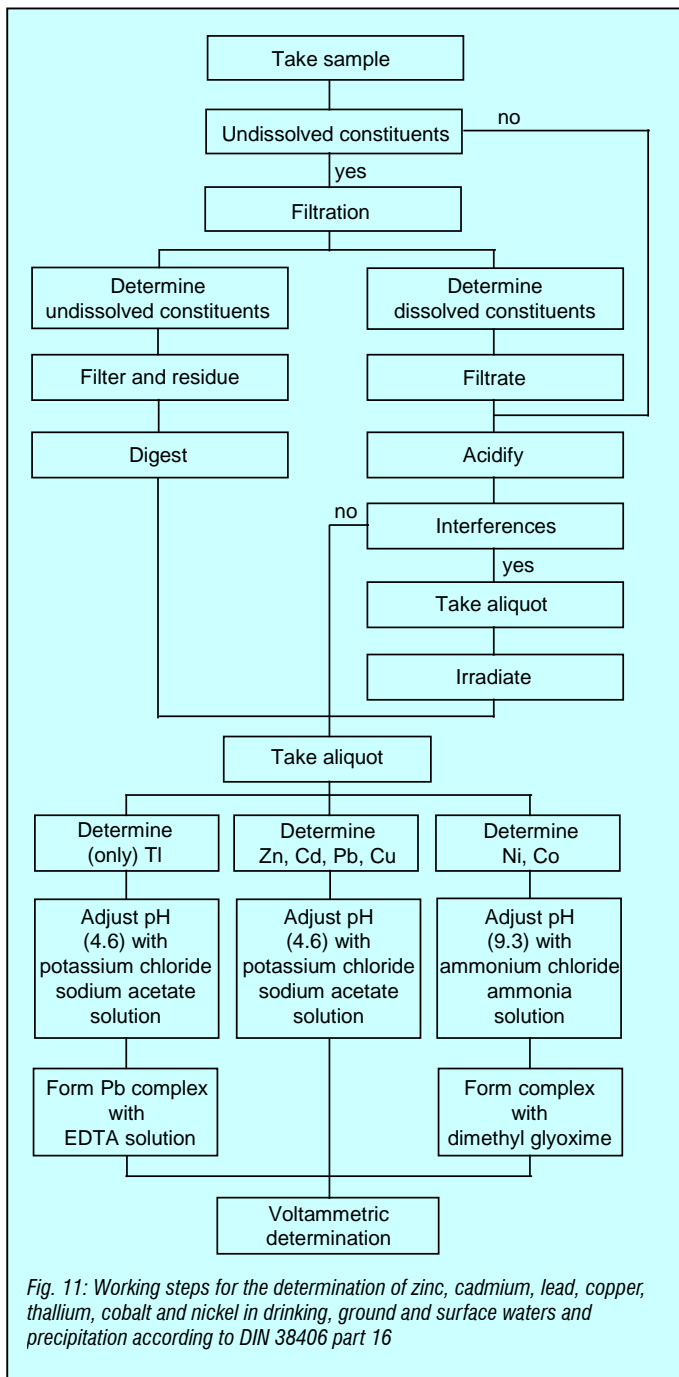 Take sample
Undissolved constituents
no
yes
Filtration
Determine
undissolved constituents
Determine
dissolved constituents
Filter and residue
Filtrate
Digest
Acidify
no
Interferences
yes
Take aliquot
Irradiate
Take aliquot
Determine
(only) Tl
Determine
Zn, Cd, Pb, Cu
Determine
Ni, Co
Adjust pH
(4.6) with
potassium chloride
sodium acetate
solution
Adjust pH
(4.6) with
potassium chloride
sodium acetate
solution
Adjust pH
(9.3) with
ammonium chloride
ammonia
solution
Form Pb complex
with
EDTA solution
Form complex
with
dimethyl glyoxime
Voltammetric
determination
Fig. 11: Working steps for the determination of zinc, cadmium, lead, copper,
thallium, cobalt and nickel in drinking, ground and surface waters and
precipitation according to DIN 38406 part 16